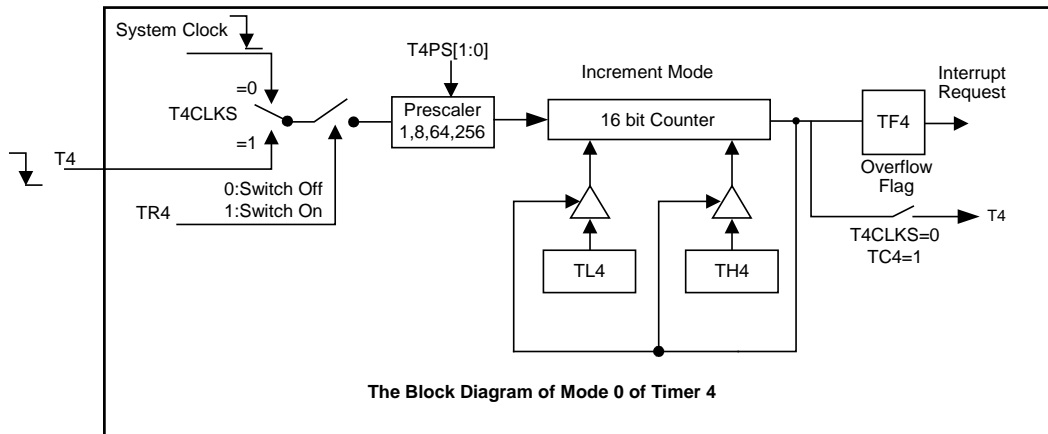 System Clock
T4PS[1:0]
Increment Mode
Interrupt
Request
=0
T4CLKS
Prescaler
1,8,64,256
16 bit Counter
TF4
=1
T4
Overflow
Flag
0:Switch Off
1:Switch On
TR4
T4
T4CLKS=0
TC4=1
TL4
TH4
The Block Diagram of Mode 0 of Timer 4